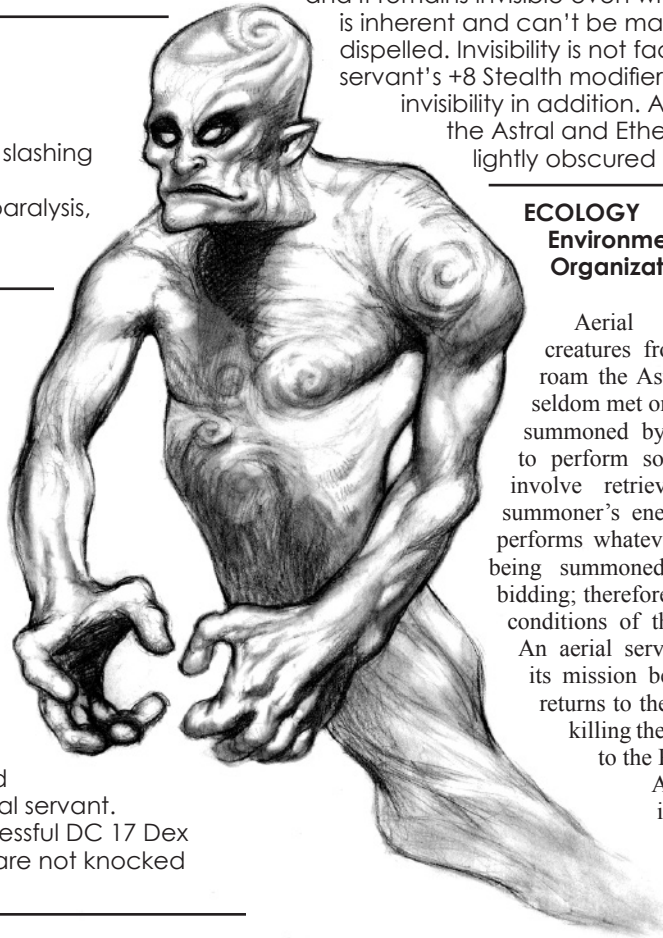 slashing
paralysis,
d
al servant.
essful DC 17 Dex
are not knocked
and it remains invisible even w
is inherent and can't be ma
dispelled. Invisibility is not fac
servant's +8 Stealth modifier
invisibility in addition. A
the Astral and Ethe
lightly obscured
ECOLOGY
Environme
Organizat
Aerial
creatures fro
roam the As
seldom met or
summoned by
to perform so
involve retriev
summoner's ene
performs whatev
being summoned
bidding; therefore
conditions of th
An aerial serv
its mission be
returns to the
killing the
to the
A
i